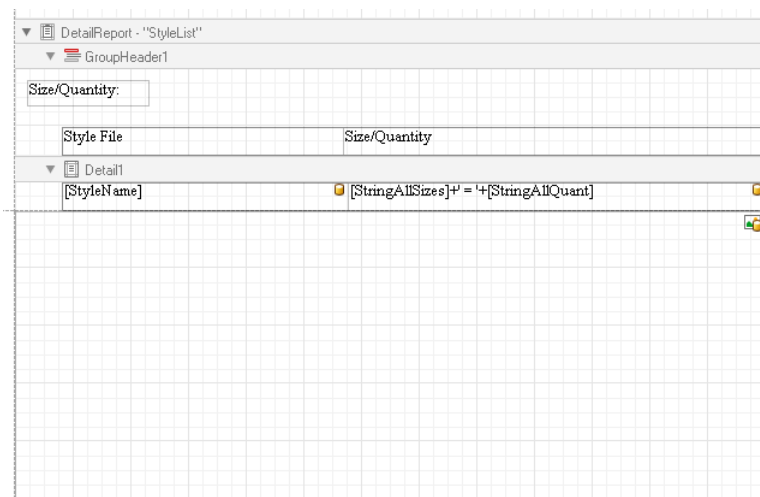 DetailReport - "StyleList"
GroupHeader1
Size/Quantity:
Style File Size/Quantity
Detail1
[StyleName] [StringAllSizes]+' = '+[StringAllQuant]